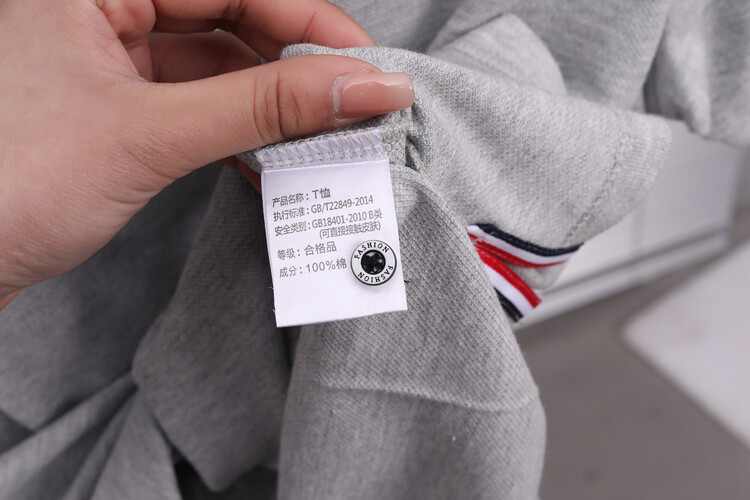 产品名称：T恤
执行标准：GB/T22849-2014
安全类别：GB18401-2010 B类
(可直接接触皮肤)
等级：合格品
成分：100%棉
FASHION
FASHION